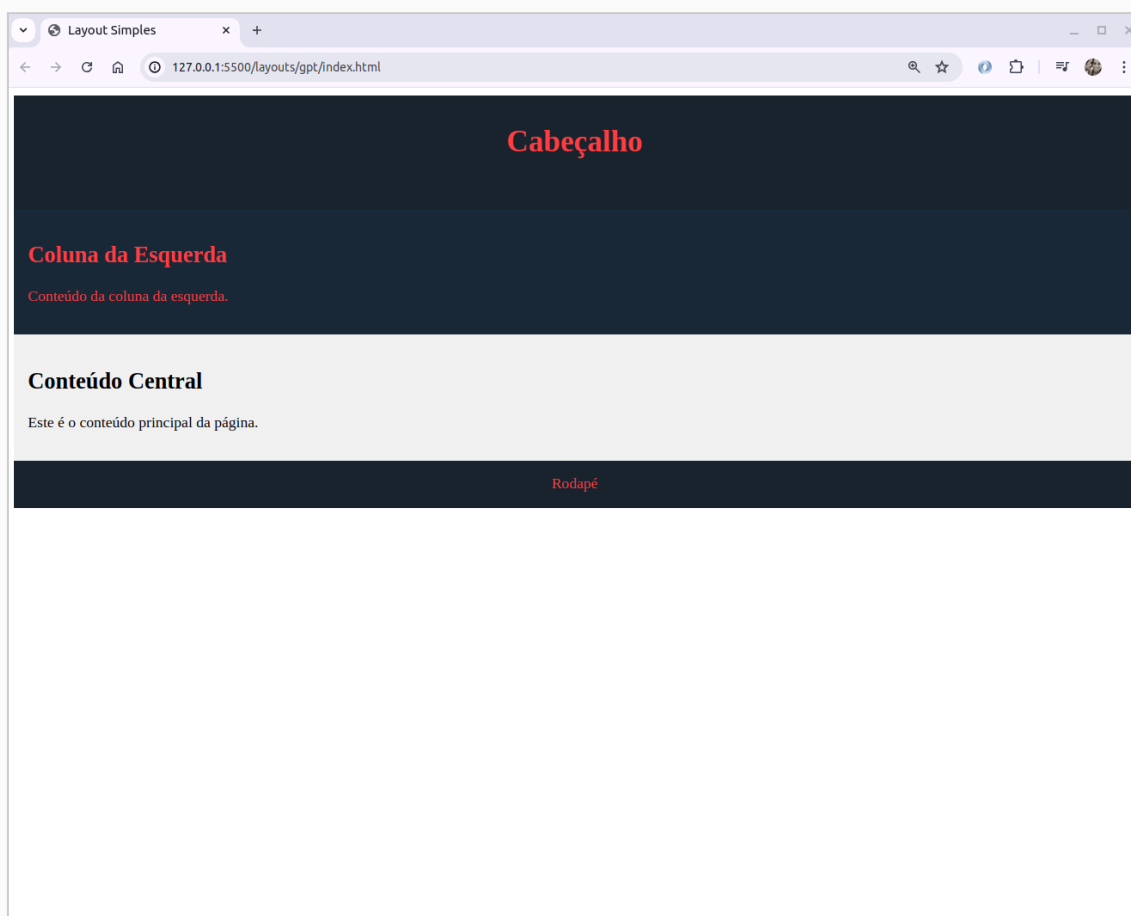 Layout Simples
127.0.0.1:5500/layouts/gpt/index.html
Cabeçalho
Coluna da Esquerda
Conteúdo da coluna da esquerda.
Conteúdo Central
Este é o conteúdo principal da página.
Rodapé